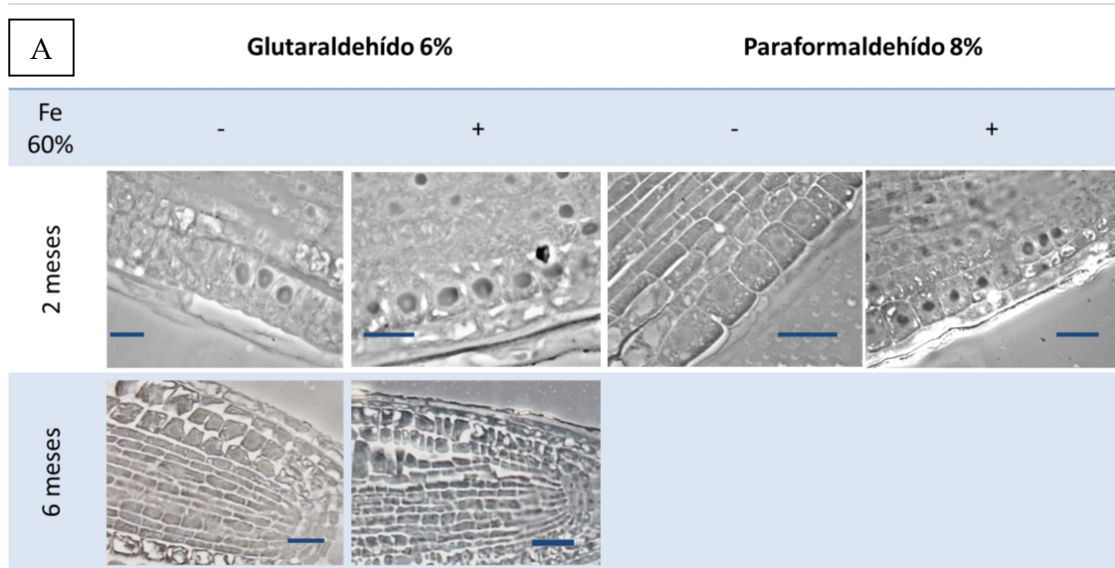 A
Glutaraldehído 6%
Paraformaldehído 8%
Fe
60%
-
+
-
+
2 meses
6 meses